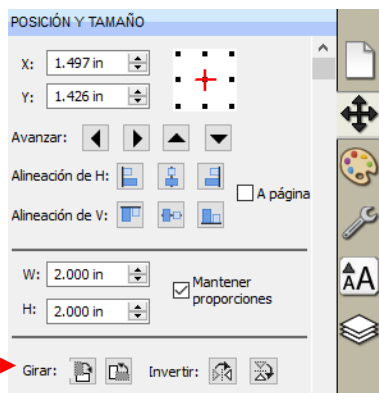 POSICIÓN Y TAMAÑO
X: 1.497 in
Y: 1.426 in
Avanzar:
Alineación de H:
A página
Alineación de V:
W: 2.000 in
Mantener
proporciones
H: 2.000 in
Girar: Invertir:
AA